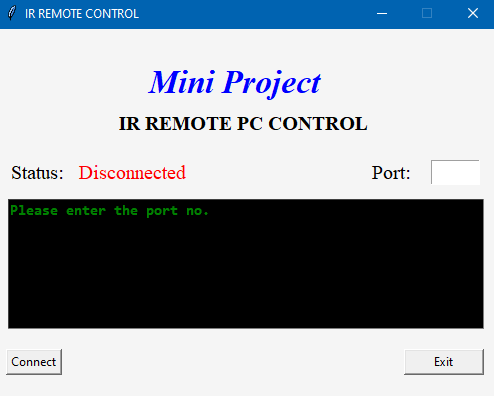 IR REMOTE CONTROL
Mini Project
IR REMOTE PC CONTROL
Status: Disconnected Port:
Please enter the port no.
Connect Exit